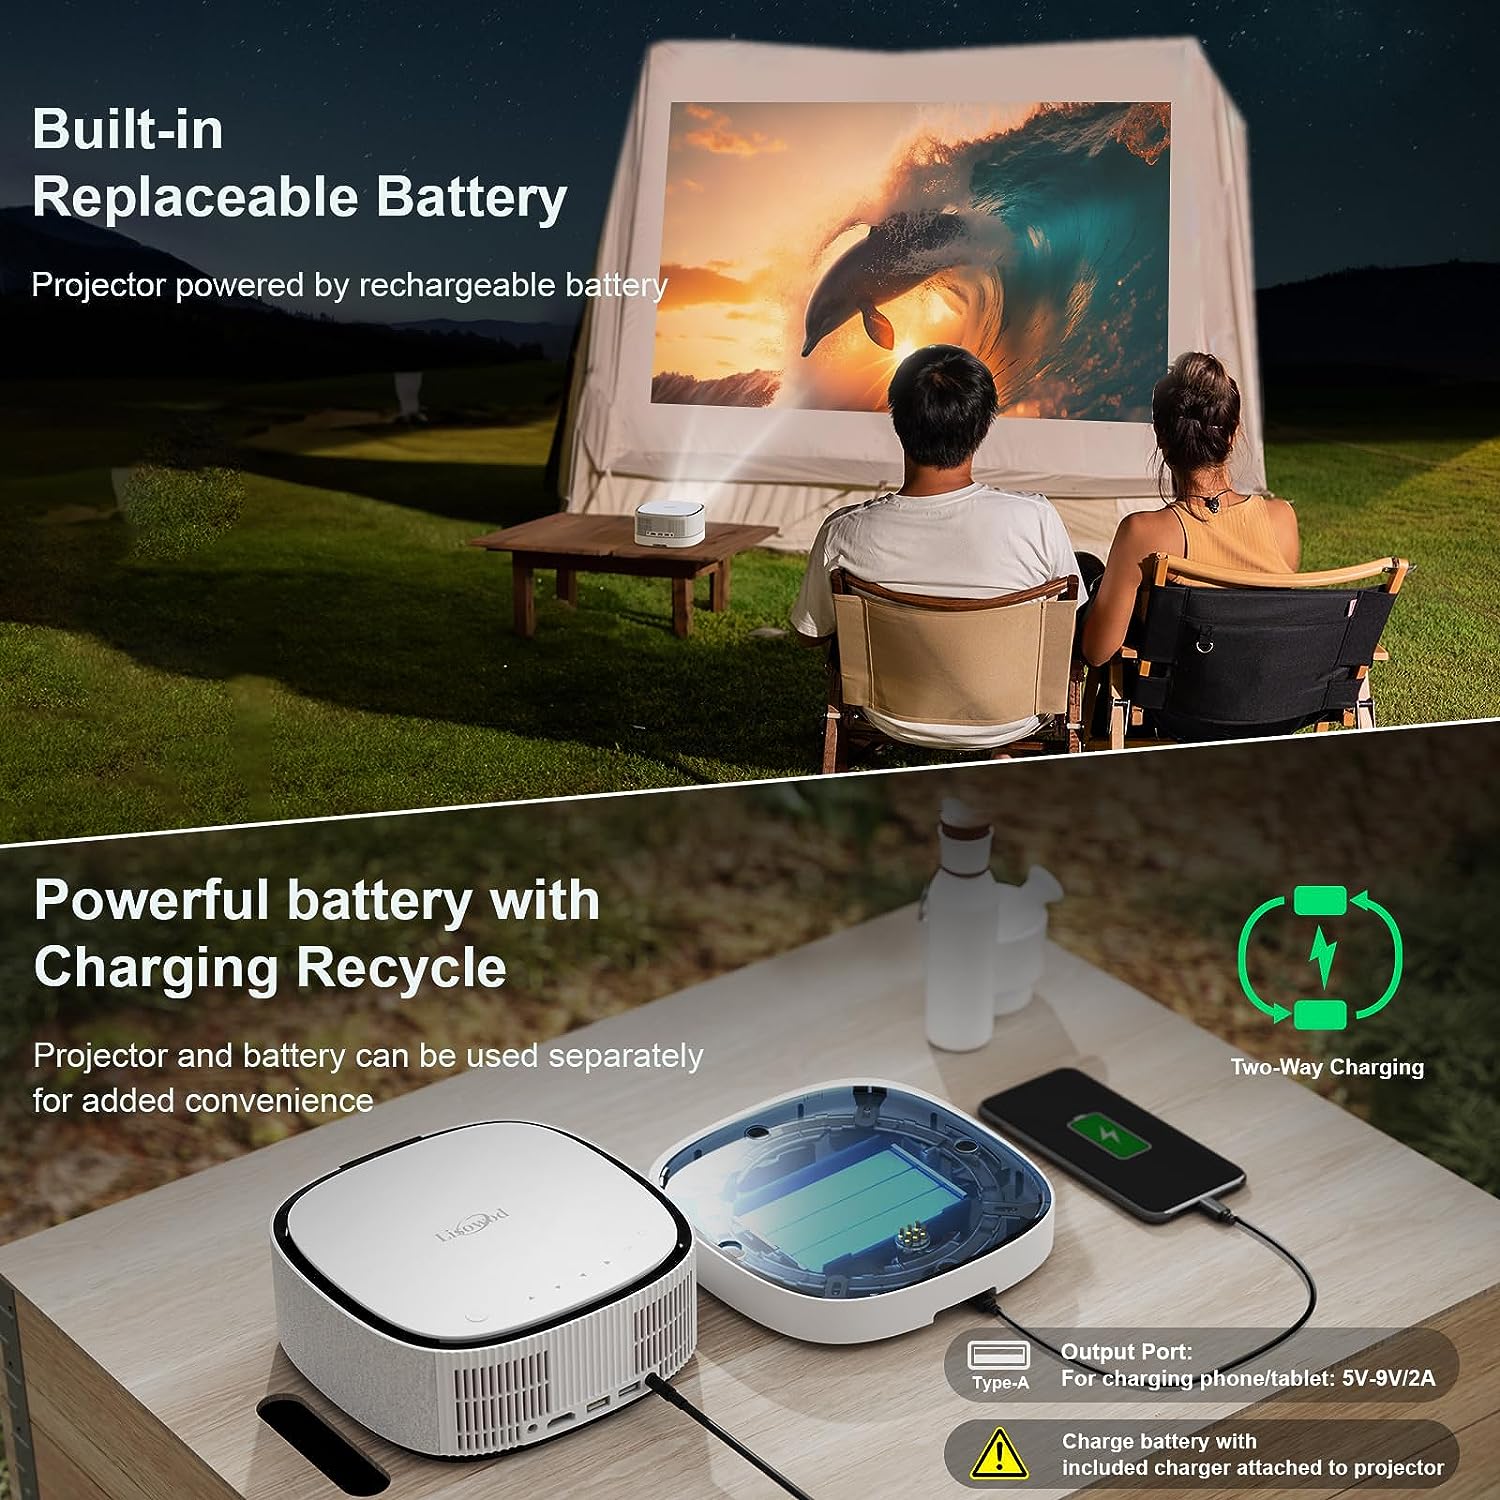 Built-in
Replaceable Battery
Projector powered by rechargeable battery
Powerful battery with
Charging Recycle
Projector and battery can be used separately
for added convenience
Two-Way Charging
Lisowod
Type-A
Output Port:
For charging phone/tablet: 5V-9V/2A
Charge battery with
included charger attached to projector